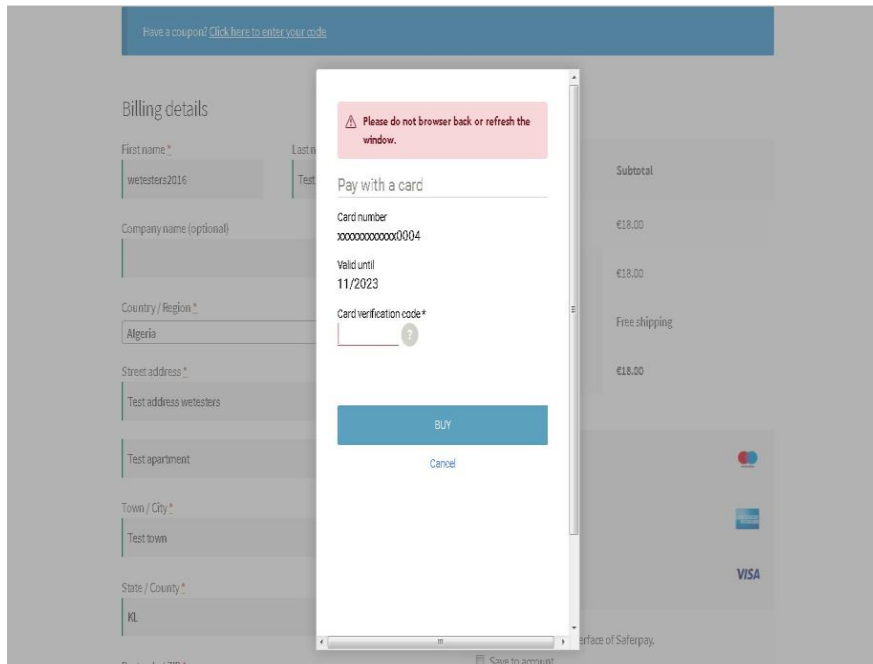 Have a coupon? Click here to enter your code
Billing details
First name *
Last n
wetesters2016
Test
Company name (optional)
Country / Region *
Algeria
Street address *
Test address wetesters
Test apartment
Town / City *
Test town
State / County *
KL
Please do not browser back or refresh the
window.
Pay with a card
Card number
xxxxxxxxxxxx0004
Valid until
11/2023
Card verification code*
?
BUY
Cancel
Subtotal
€18.00
€18.00
Free shipping
€18.00
VISA
erface of Saferpay.
Save to account